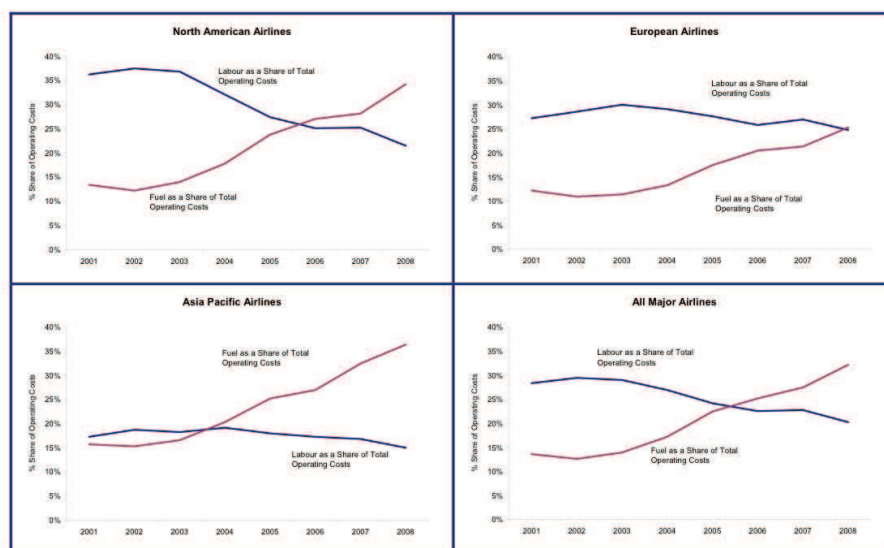 North American Airlines
% Share of Operating Costs
40%
35%
30%
25%
20%
15%
10%
5%
0%
Labour as a Share of Total
Operating Costs
Fuel as a Share of Total
Operating Costs
2001 2002 2003 2004 2005 2006 2007 2008
European Airlines
% Share of Operating Costs
40%
35%
30%
25%
20%
15%
10%
5%
0%
Labour as a Share of Total
Operating Costs
Fuel as a Share of Total
Operating Costs
2001 2002 2003 2004 2005 2006 2007 2008
Asia Pacific Airlines
% Share of Operating Costs
40%
35%
30%
25%
20%
15%
10%
5%
0%
Fuel as a Share of Total
Operating Costs
Labour as a Share of Total
Operating Costs
2001 2002 2003 2004 2005 2006 2007 2008
All Major Airlines
% Share of Operating Costs
40%
35%
30%
25%
20%
15%
10%
5%
0%
Labour as a Share of Total
Operating Costs
Fuel as a Share of Total
Operating Costs
2001 2002 2003 2004 2005 2006 2007 2008